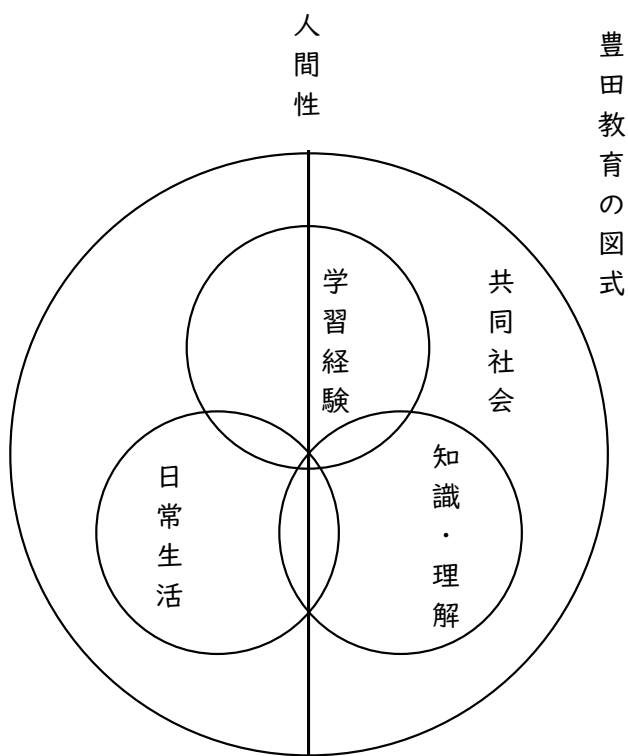 豊田教育の図式
共同社会
知識・理解
学習経験
人間性
日常生活